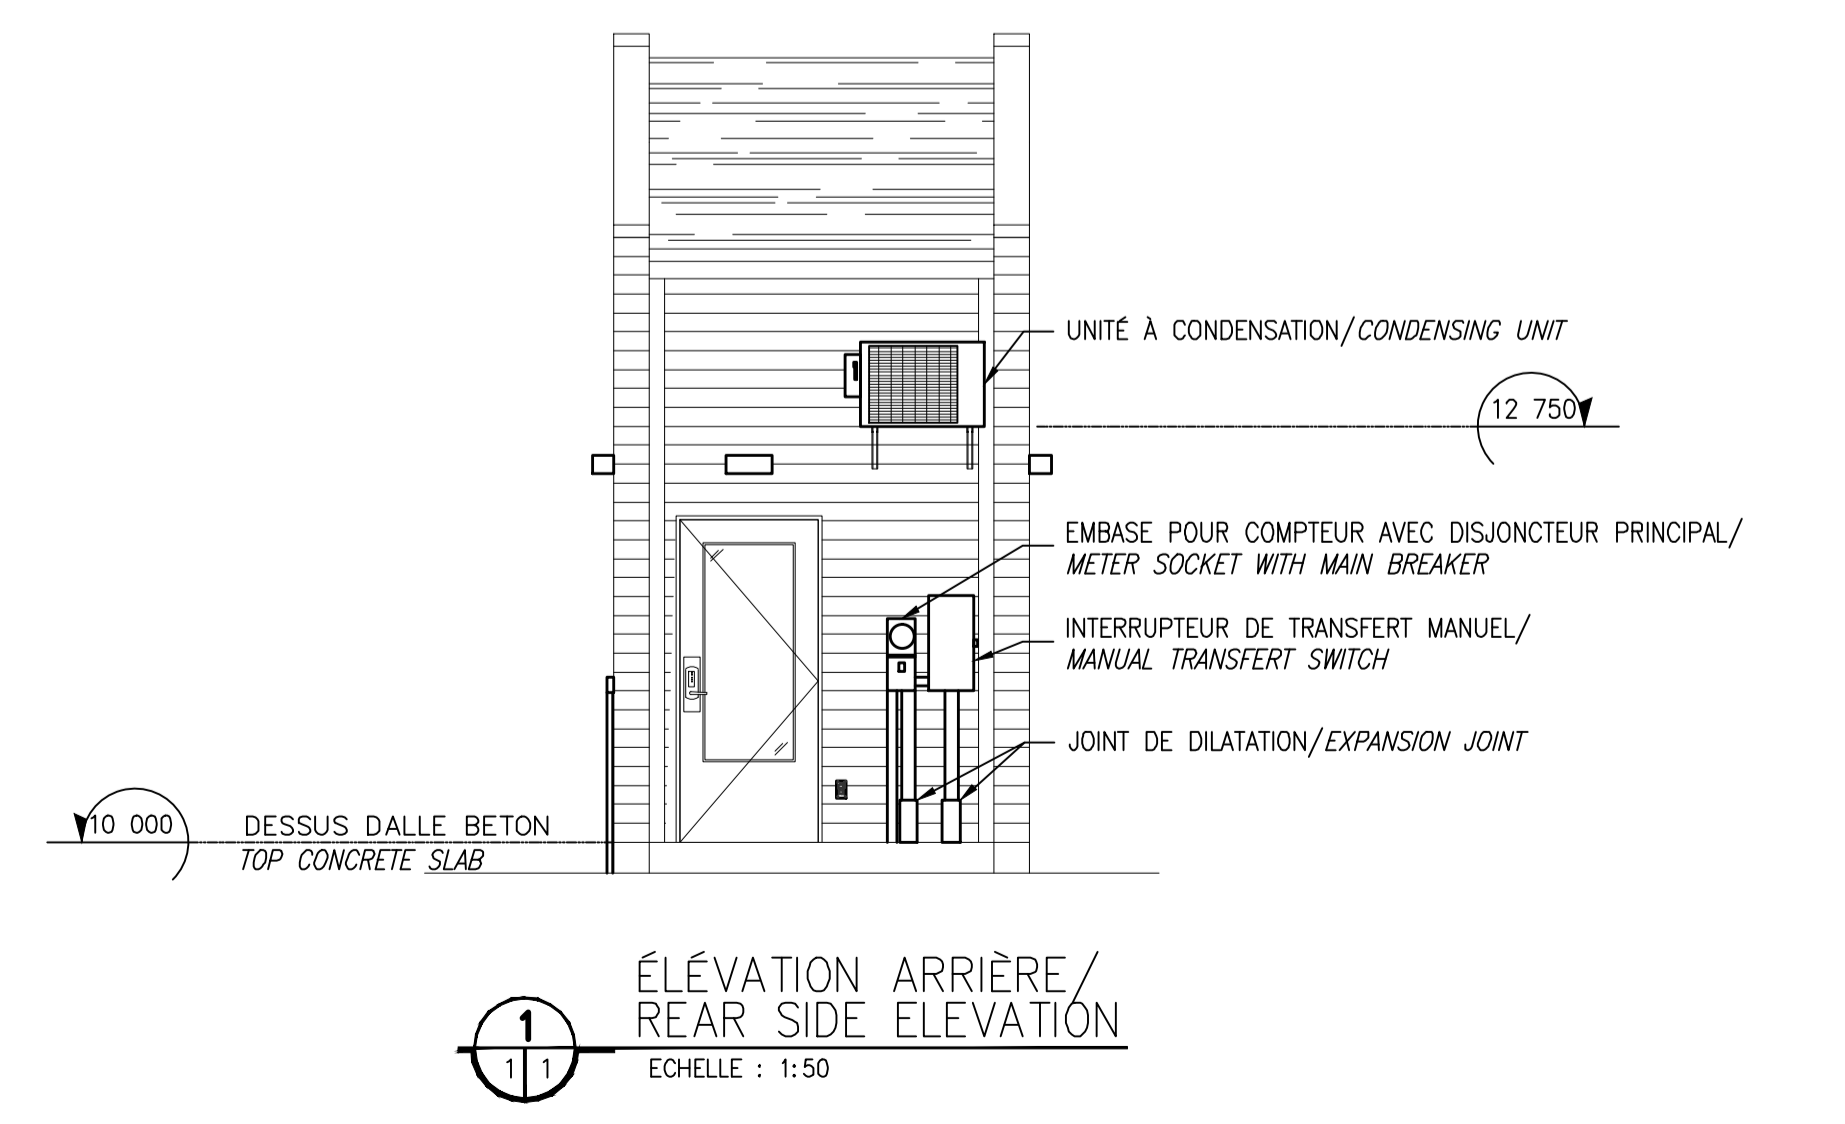 UNITÉ À CONDENSATION/CONDENSING UNIT
12 750
EMBASE POUR COMPTEUR AVEC DISJONCTEUR PRINCIPAL/
METER SOCKET WITH MAIN BREAKER
INTERRUPTEUR DE TRANSFERT MANUEL/
MANUAL TRANSFERT SWITCH
JOINT DE DILATATION/EXPANSION JOINT
10 000
DESSUS DALLE BETON
TOP CONCRETE SLAB
ÉLÉVATION ARRIÈRE/
REAR SIDE ELEVATION
1
1 1
ECHELLE : 1:50